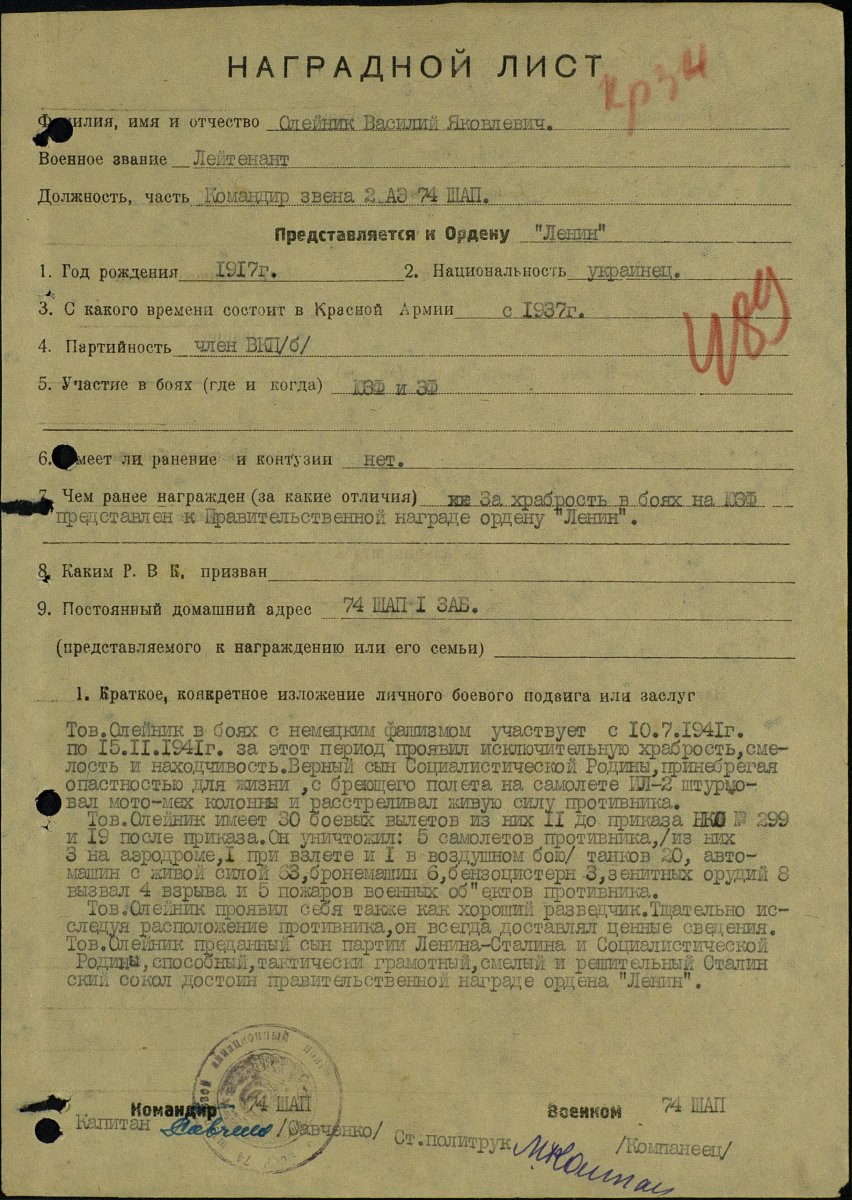 НАГРАДНОЙ ЛИСТ
Фамилия, имя и отчество Олейник Василий Яковлевич.
Военное звание Лейтенант
Должность, часть Командир звена 2 АЭ 74 ШАП.
Представляется к Ордену "Ленин"
1. Год рождения 1917г. 2. Национальность украинец.
3. С какого времени состоит в Красной Армии с 1937г.
4. Партийность член ВКП/б/
5. Участие в боях (где и когда) ЮЗФ и ЗФ
6. Имеет ли ранение и контузии нет.
7. Чем ранее награжден (за какие отличия) За храбрость в боях на ЮЗФ
представлен к Правительственной награде ордену "Ленин".
8. Каким Р. В К. призван
9. Постоянный домашний адрес 74 ШАП I ЗАБ.
(представляемого к награждению или его семьи)
1. Краткое, конкретное изложение личного боевого подвига или заслуг
Тов.Олейник в боях с немецким фашизмом участвует с 10.7.1941г.
по 15.11.1941г. за этот период проявил исключительную храбрость,сме-
лость и находчивость.Верный сын Социалистической Родины,принебрегая
опастностью для жизни ,с бреющего полета на самолете ИЛ-2 штурмо-
вал мото-мех колонны и расстреливал живую силу противника.
Тов.Олейник имеет 30 боевых вылетов из них II до приказа НКО № 299
и 19 после приказа.Он уничтожил: 5 самолетов противника,/из них
3 на аэродроме,I при взлете и I в воздушном бою/ танков 20, авто-
машин с живой силой 63,бронемашин 6,бензоцистерн 3,зенитных орудий 8
вызвал 4 взрыва и 5 пожаров военных об"ектов противника.
Тов.Олейник проявил себя также как хороший разведчик.Тщательно ис-
следуя расположение противника,он всегда доставлял ценные сведения.
Тов.Олейник преданный сын партии Ленина-Сталина и Социалистической
Родины,способный,тактически грамотный,смелый и решительный Сталин
ский сокол достоин правительственной награде ордена "Ленин".
Командир 74 ШАП Военком 74 ШАП
Капитан /Савченко/ Ст.политрук /Компанеец/